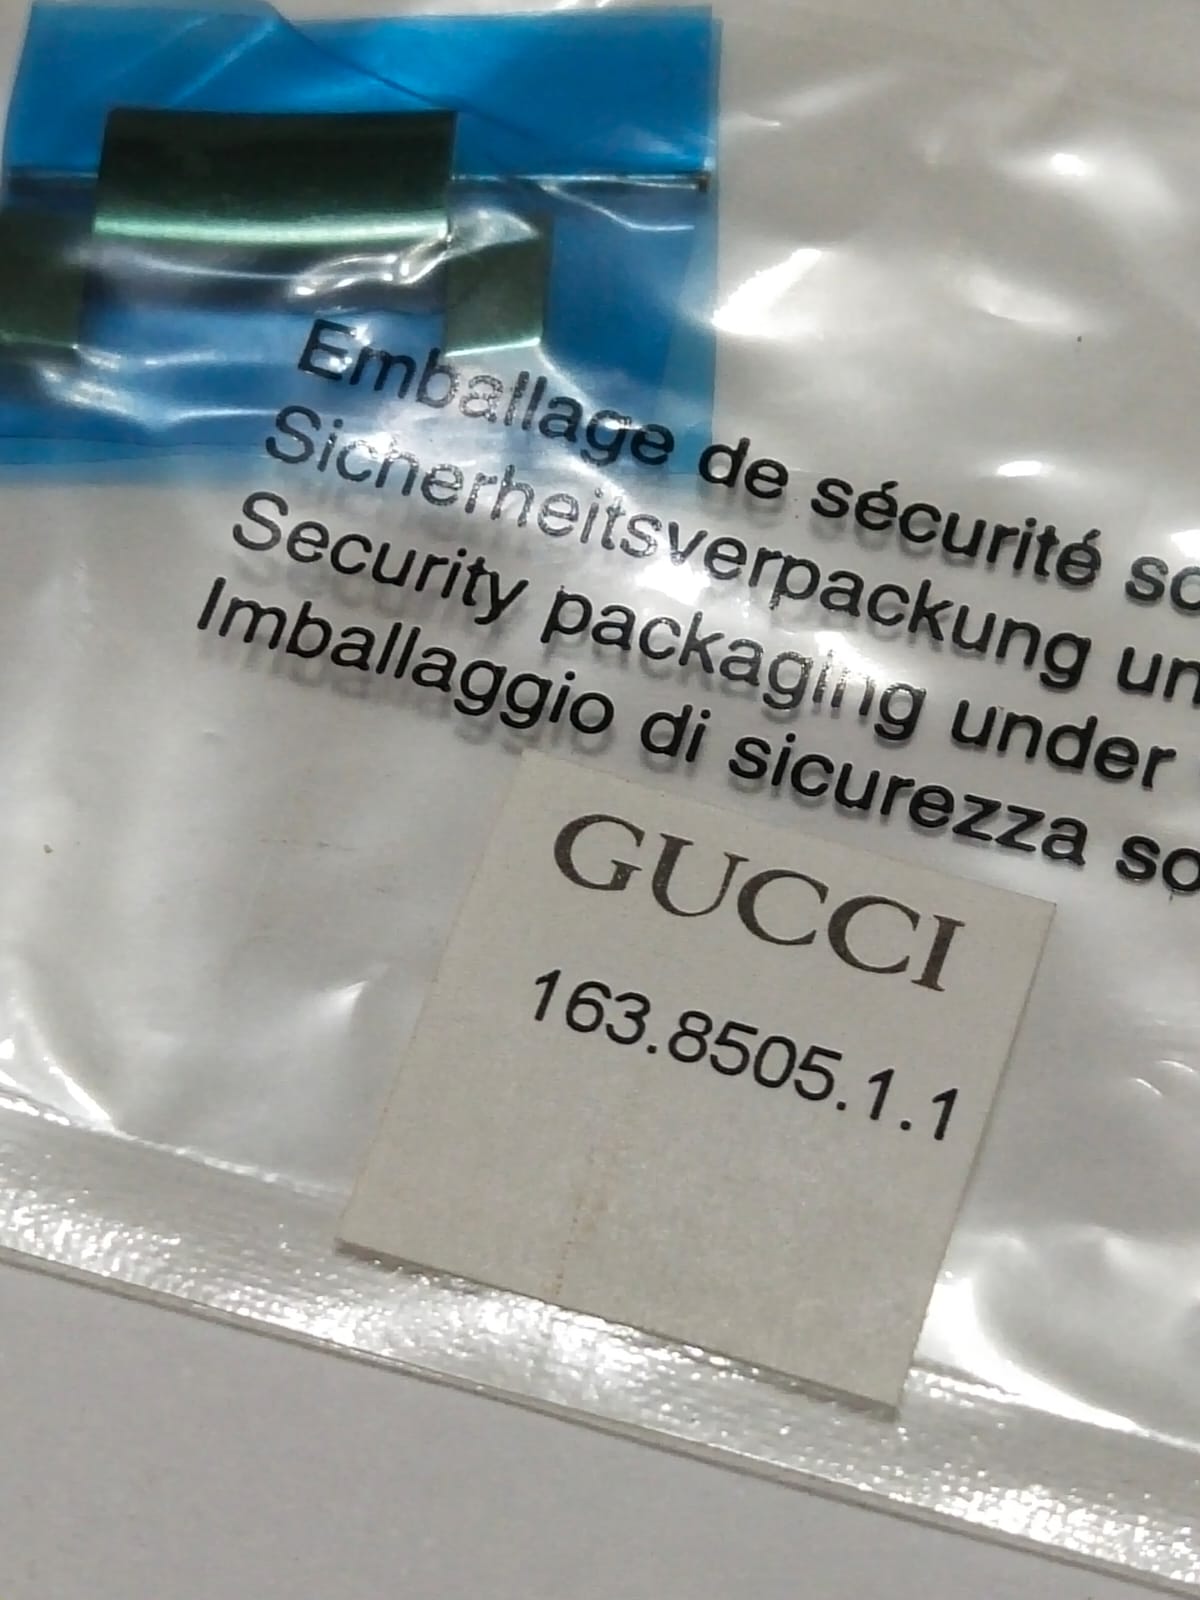 Emballage de sécurité
Sicherheitsverpackung
Security packaging under
Imballaggio di sicurezza
GUCCI
163.8505.1.1